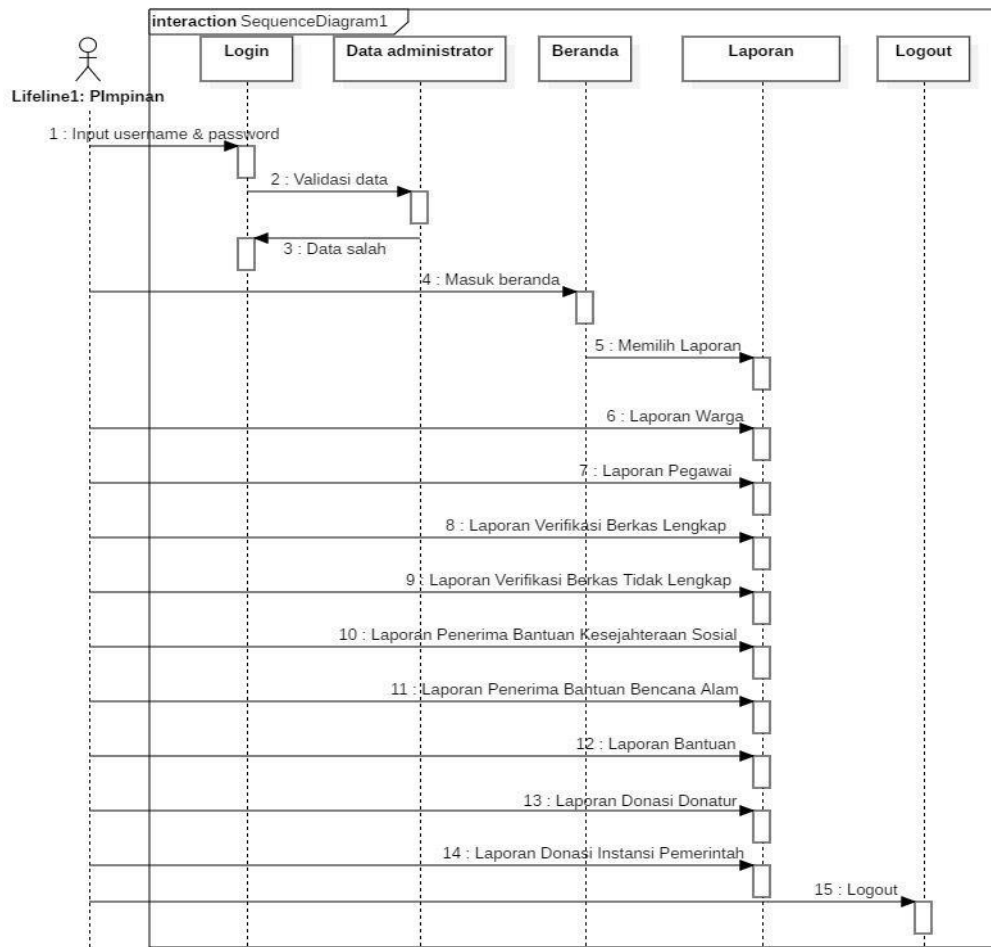 interaction SequenceDiagram1
Login
Data administrator
Beranda
Laporan
Logout
Lifeline1: PImpinan
1 : Input username & password
2 : Validasi data
3 : Data salah
4 : Masuk beranda
5 : Memilih Laporan
6 : Laporan Warga
7 : Laporan Pegawai
8 : Laporan Verifikasi Berkas Lengkap
9 : Laporan Verifikasi Berkas Tidak Lengkap
10 : Laporan Penerima Bantuan Kesejahteraan Sosial
11 : Laporan Penerima Bantuan Bencana Alam
12 : Laporan Bantuan
13 : Laporan Donasi Donatur
14 : Laporan Donasi Instansi Pemerintah
15 : Logout